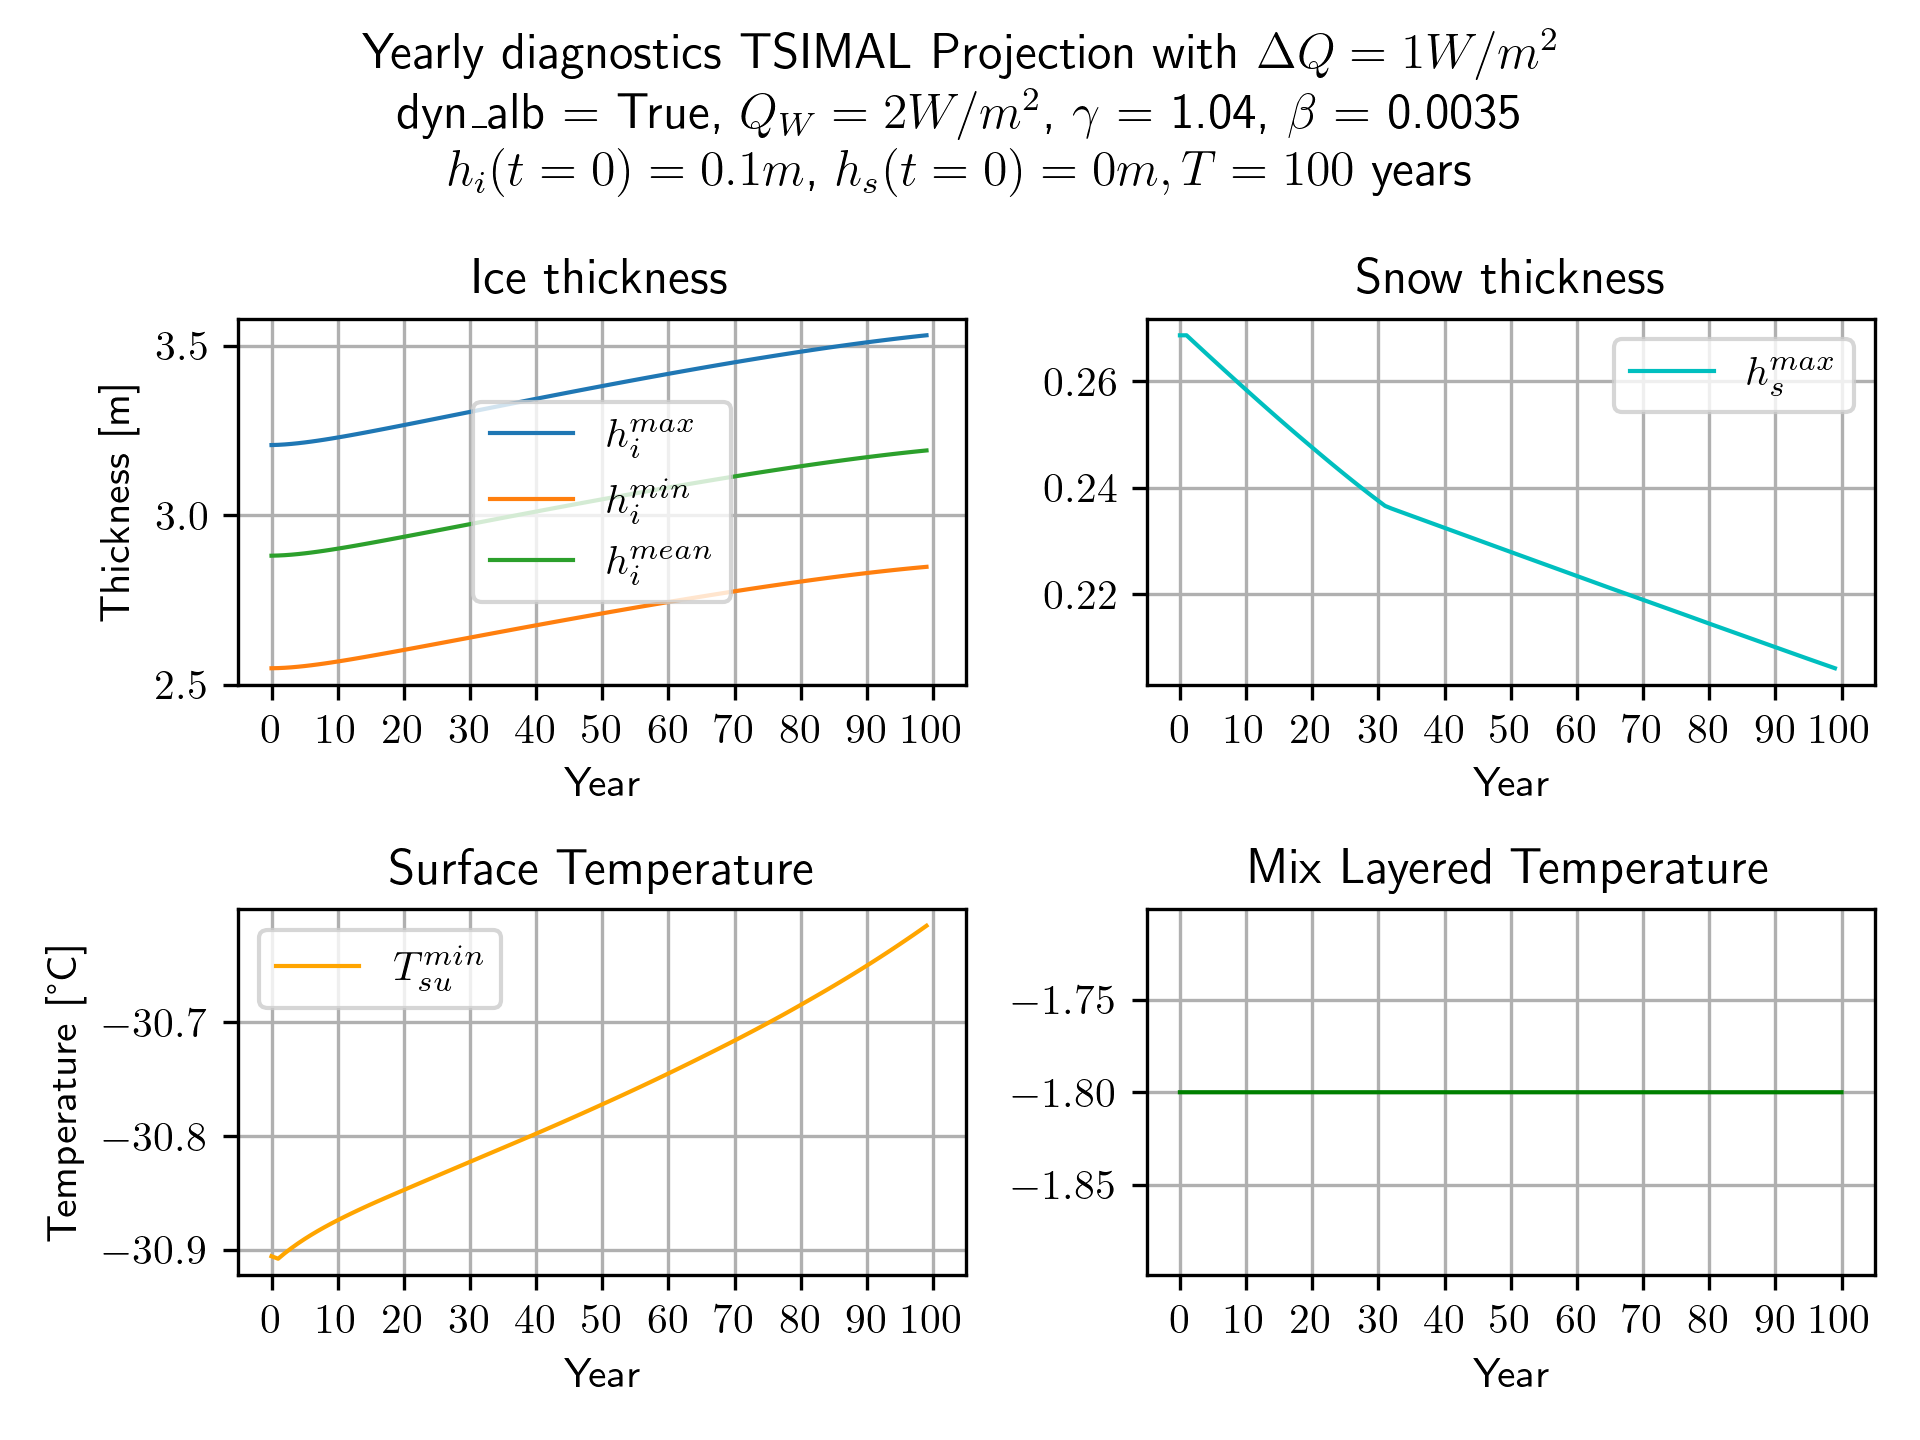 Yearly diagnostics TSIMAL Projection with ΔQ = 1W/m²
dyn_alb = True, Q_W = 2W/m², γ = 1.04, β = 0.0035
h_i(t = 0) = 0.1m, h_s(t = 0) = 0m, T = 100 years
Ice thickness
Thickness [m]
3.5
3.0
2.5
h_i^{max}
h_i^{min}
h_i^{mean}
0 10 20 30 40 50 60 70 80 90 100
Year
Snow thickness
0.26
0.24
0.22
h_s^{max}
0 10 20 30 40 50 60 70 80 90 100
Year
Surface Temperature
Temperature [°C]
−30.7
−30.8
−30.9
T_{su}^{min}
0 10 20 30 40 50 60 70 80 90 100
Year
Mix Layered Temperature
−1.75
−1.80
−1.85
0 10 20 30 40 50 60 70 80 90 100
Year